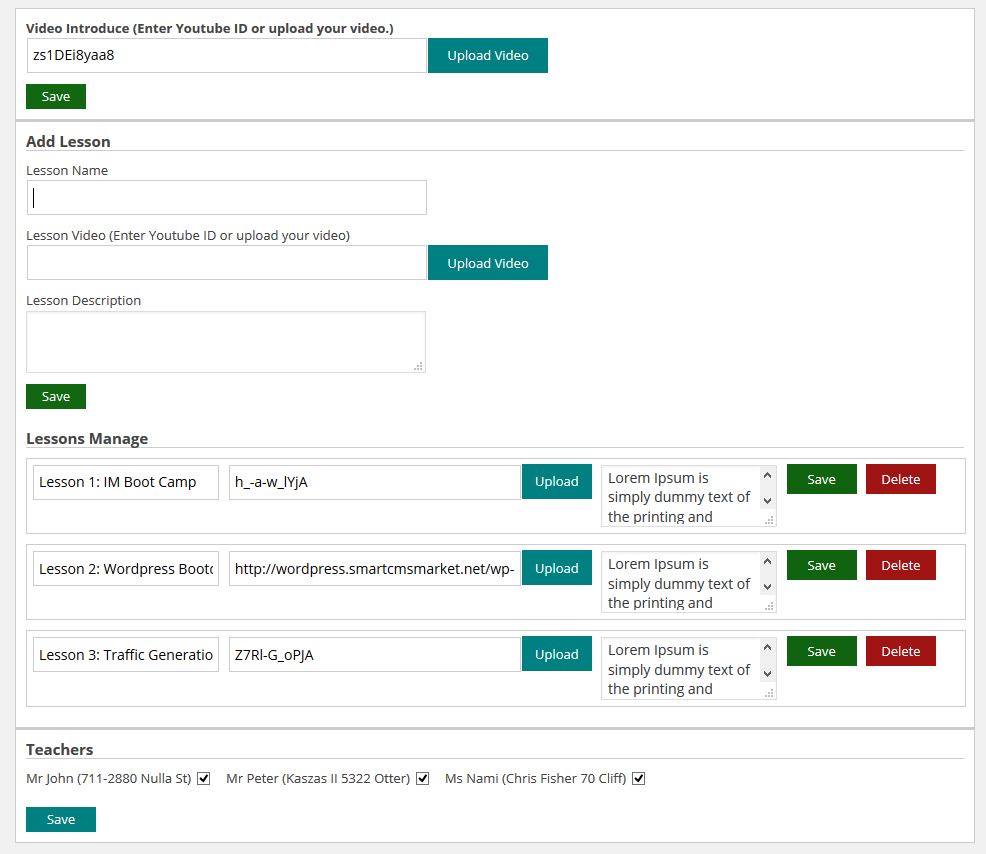 Video Introduce (Enter Youtube ID or upload your video.)
zs1DEi8yaa8 Upload Video
Save
Add Lesson
Lesson Name
Lesson Video (Enter Youtube ID or upload your video)
Upload Video
Lesson Description
Save
Lessons Manage
Lesson 1: IM Boot Camp h_-a-w_lYjA Upload Lorem Ipsum is Save Delete
simply dummy text of
the printing and
Lesson 2: Wordpress Bootc http://wordpress.smartcmsmarket.net/wp- Upload Lorem Ipsum is Save Delete
simply dummy text of
the printing and
Lesson 3: Traffic Generatio Z7Rl-G_oPJA Upload Lorem Ipsum is Save Delete
simply dummy text of
the printing and
Teachers
Mr John (711-2880 Nulla St) Mr Peter (Kaszas II 5322 Otter) Ms Nami (Chris Fisher 70 Cliff)
Save